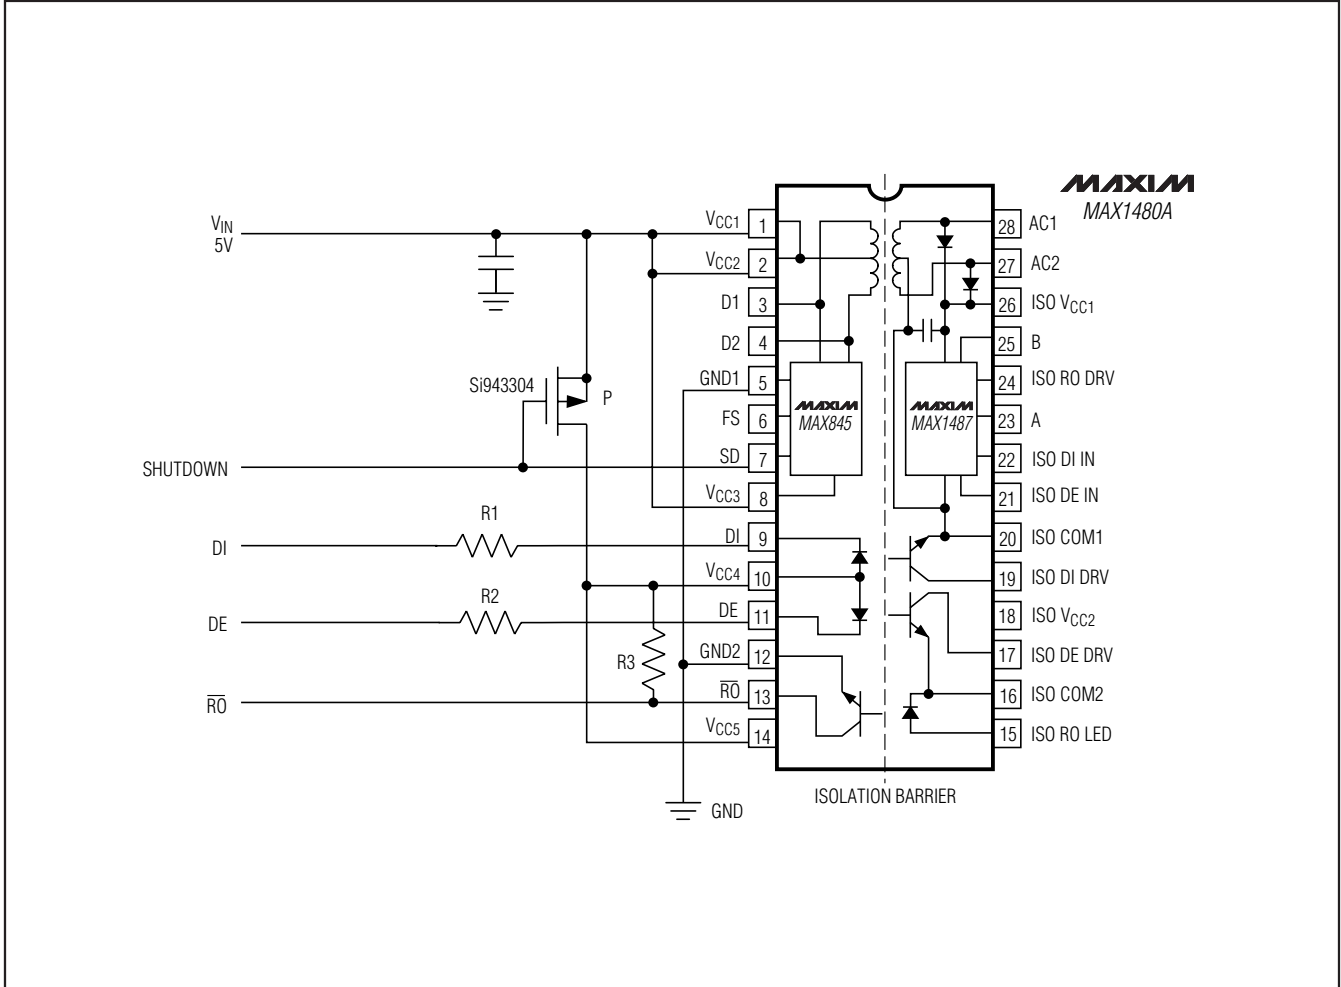 MAXIM
MAX1480A
VIN
5V
VCC1
1
28
AC1
VCC2
2
27
AC2
D1
3
26
ISO VCC1
D2
4
25
B
GND1
5
24
ISO RO DRV
Si943304
P
MAXIM
MAX845
MAXIM
MAX1487
FS
6
23
A
SHUTDOWN
SD
7
22
ISO DI IN
VCC3
8
21
ISO DE IN
R1
DI
DI
9
20
ISO COM1
VCC4
10
19
ISO DI DRV
R2
DE
DE
11
18
ISO VCC2
R3
GND2
12
17
ISO DE DRV
R̅O̅
R̅O̅
13
16
ISO COM2
VCC5
14
15
ISO RO LED
ISOLATION BARRIER
GND